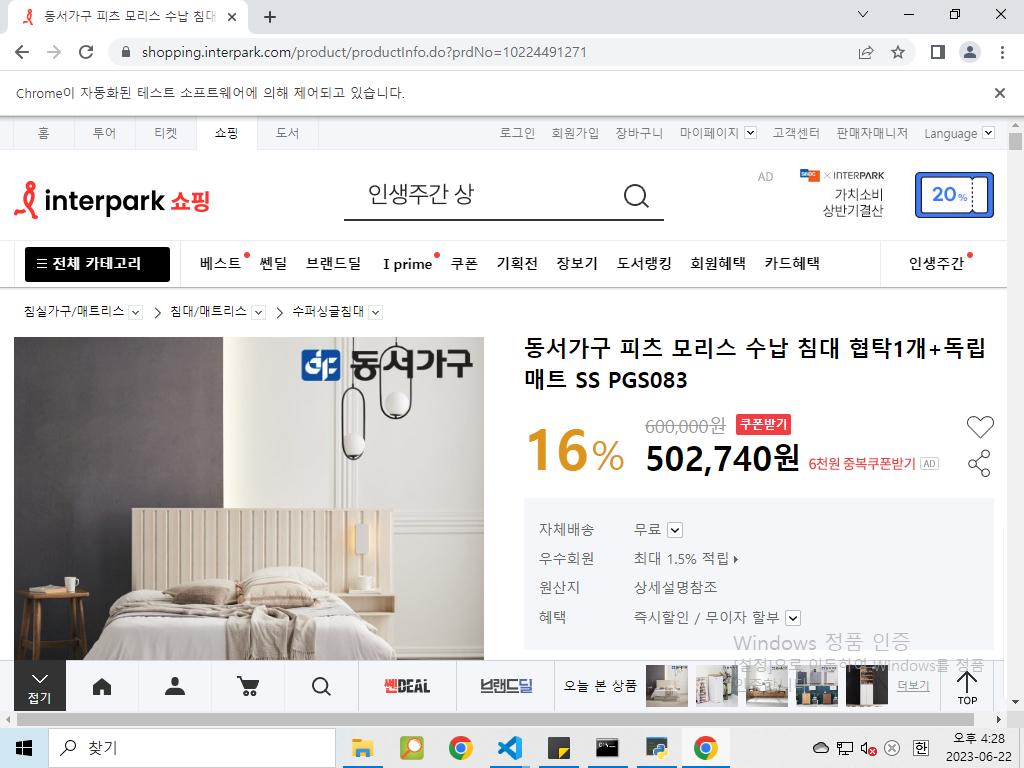 동서가구 피츠 모리스 수납 침대
shopping.interpark.com/product/productInfo.do?prdNo=10224491271
Chrome이 자동화된 테스트 소프트웨어에 의해 제어되고 있습니다.
홈 투어 티켓 쇼핑 도서 로그인 회원가입 장바구니 마이페이지 고객센터 판매자매니저 Language
interpark 쇼핑
인생주간 상
AD
× INTERPARK
가치소비
상반기결산
20%
전체 카테고리 베스트 쎈딜 브랜드딜 I prime 쿠폰 기획전 장보기 도서랭킹 회원혜택 카드혜택 인생주간
침실가구/매트리스 침대/매트리스 수퍼싱글침대
동서가구
동서가구 피츠 모리스 수납 침대 협탁1개+독립
매트 SS PGS083
16% 600,000원 쿠폰받기
502,740원 6천원 중복쿠폰받기 AD
자체배송 무료
우수회원 최대 1.5% 적립
원산지 상세설명참조
혜택 즉시할인 / 무이자 할부
Windows 정품 인증
[설정]으로 이동하여 Windows를 정품
접기
쎈DEAL
브랜드딜
오늘 본 상품
더보기
TOP
찾기
한
오후 4:28
2023-06-22